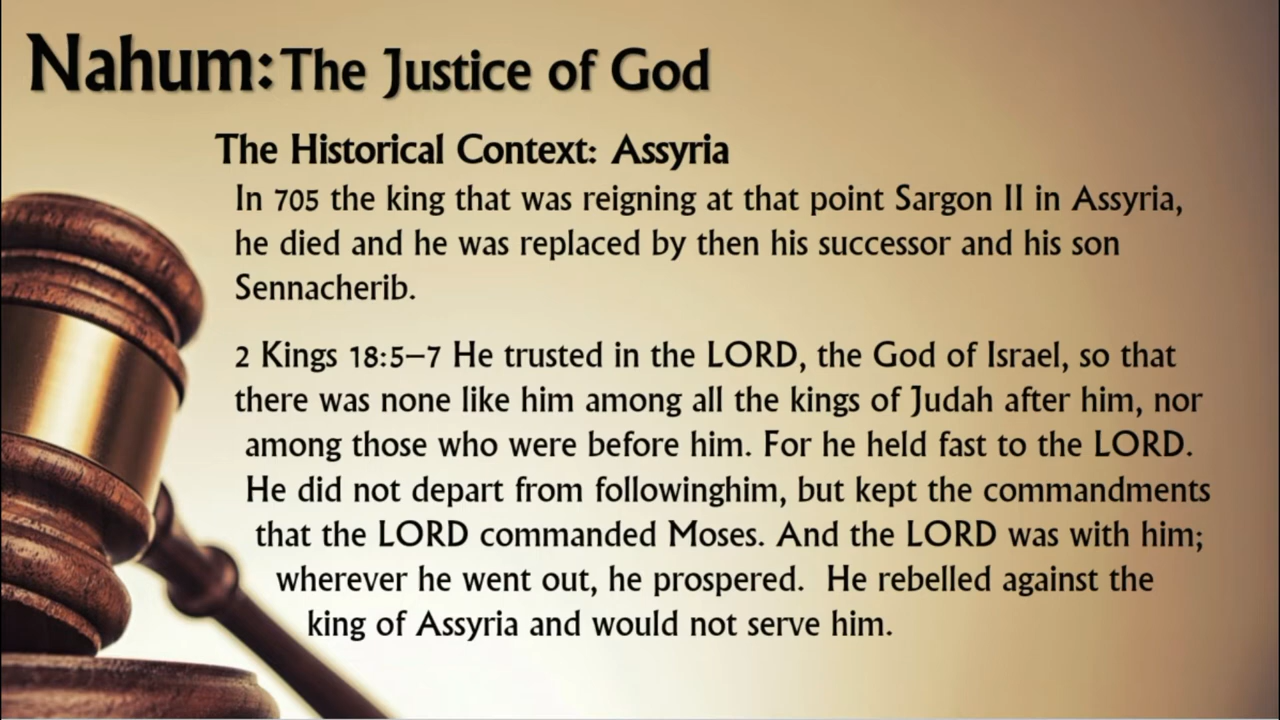 Nahum: The Justice of God
The Historical Context: Assyria
In 705 the king that was reigning at that point Sargon II in Assyria,
he died and he was replaced by then his successor and his son
Sennacherib.
2 Kings 18:5–7 He trusted in the LORD, the God of Israel, so that
there was none like him among all the kings of Judah after him, nor
among those who were before him. For he held fast to the LORD.
He did not depart from followinghim, but kept the commandments
that the LORD commanded Moses. And the LORD was with him;
wherever he went out, he prospered. He rebelled against the
king of Assyria and would not serve him.